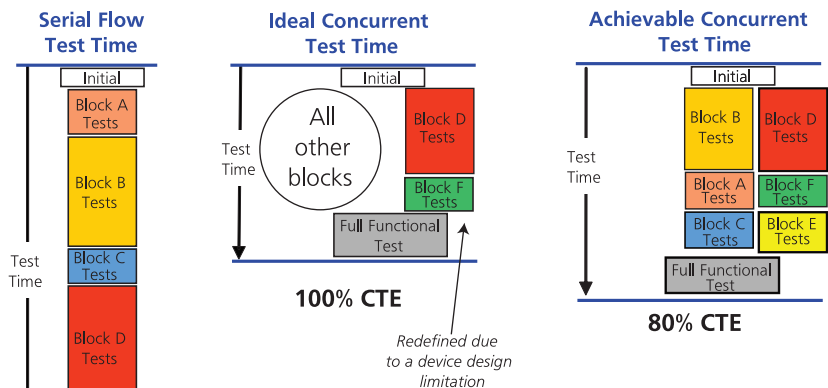 Serial Flow
Test Time
Initial
Block A
Tests
Block B
Tests
Block C
Tests
Block D
Tests
Test
Time
Ideal Concurrent
Test Time
Initial
All
other
blocks
Block D
Tests
Block F
Tests
Full Functional
Test
Test
Time
100% CTE
Redefined due
to a device design
limitation
Achievable Concurrent
Test Time
Initial
Block B
Tests
Block D
Tests
Block A
Tests
Block F
Tests
Block C
Tests
Block E
Tests
Full Functional
Test
Test
Time
80% CTE